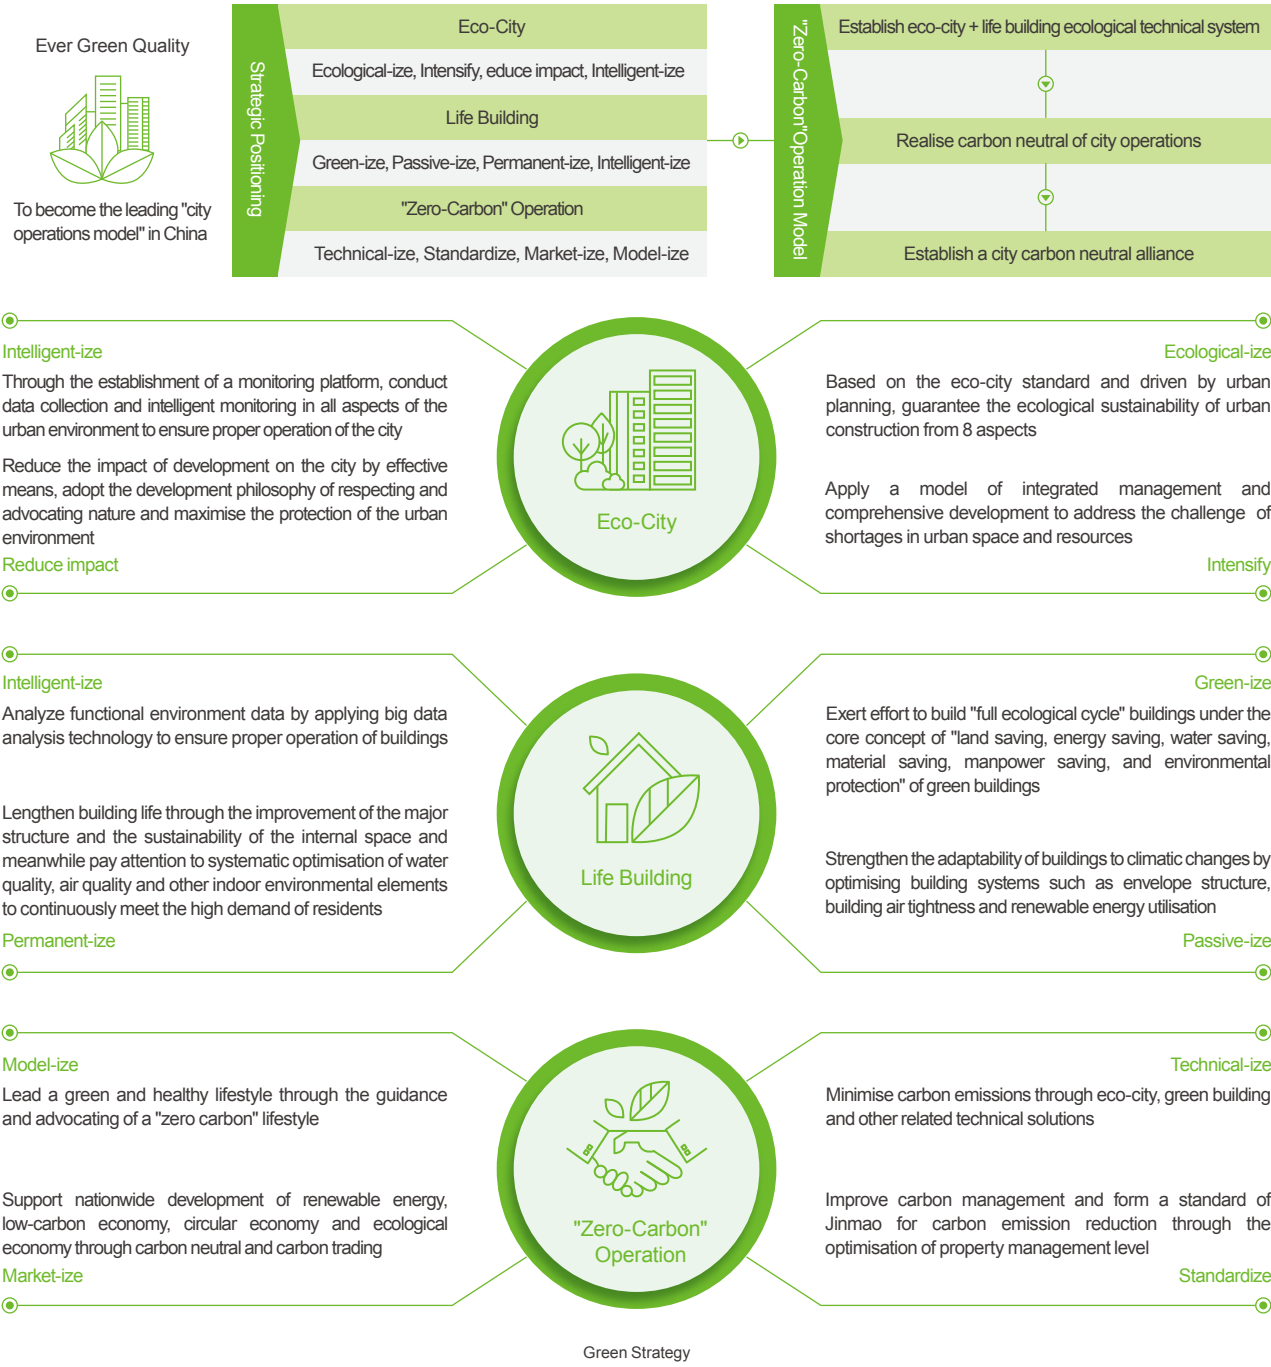 Ever Green Quality
To become the leading "city
operations model" in China
Strategic Positioning
Eco-City
Ecological-ize, Intensify, educe impact, Intelligent-ize
Life Building
Green-ize, Passive-ize, Permanent-ize, Intelligent-ize
"Zero-Carbon" Operation
Technical-ize, Standardize, Market-ize, Model-ize
"Zero-Carbon"Operation Model
Establish eco-city + life building ecological technical system
Realise carbon neutral of city operations
Establish a city carbon neutral alliance
Intelligent-ize
Through the establishment of a monitoring platform, conduct
data collection and intelligent monitoring in all aspects of the
urban environment to ensure proper operation of the city
Reduce the impact of development on the city by effective
means, adopt the development philosophy of respecting and
advocating nature and maximise the protection of the urban
environment
Reduce impact
Eco-City
Ecological-ize
Based on the eco-city standard and driven by urban
planning, guarantee the ecological sustainability of urban
construction from 8 aspects
Apply a model of integrated management and
comprehensive development to address the challenge of
shortages in urban space and resources
Intensify
Intelligent-ize
Analyze functional environment data by applying big data
analysis technology to ensure proper operation of buildings
Lengthen building life through the improvement of the major
structure and the sustainability of the internal space and
meanwhile pay attention to systematic optimisation of water
quality, air quality and other indoor environmental elements
to continuously meet the high demand of residents
Permanent-ize
Life Building
Green-ize
Exert effort to build "full ecological cycle" buildings under the
core concept of "land saving, energy saving, water saving,
material saving, manpower saving, and environmental
protection" of green buildings
Strengthen the adaptability of buildings to climatic changes by
optimising building systems such as envelope structure,
building air tightness and renewable energy utilisation
Passive-ize
Model-ize
Lead a green and healthy lifestyle through the guidance
and advocating of a "zero carbon" lifestyle
Support nationwide development of renewable energy,
low-carbon economy, circular economy and ecological
economy through carbon neutral and carbon trading
Market-ize
"Zero-Carbon"
Operation
Technical-ize
Minimise carbon emissions through eco-city, green building
and other related technical solutions
Improve carbon management and form a standard of
Jinmao for carbon emission reduction through the
optimisation of property management level
Standardize
Green Strategy